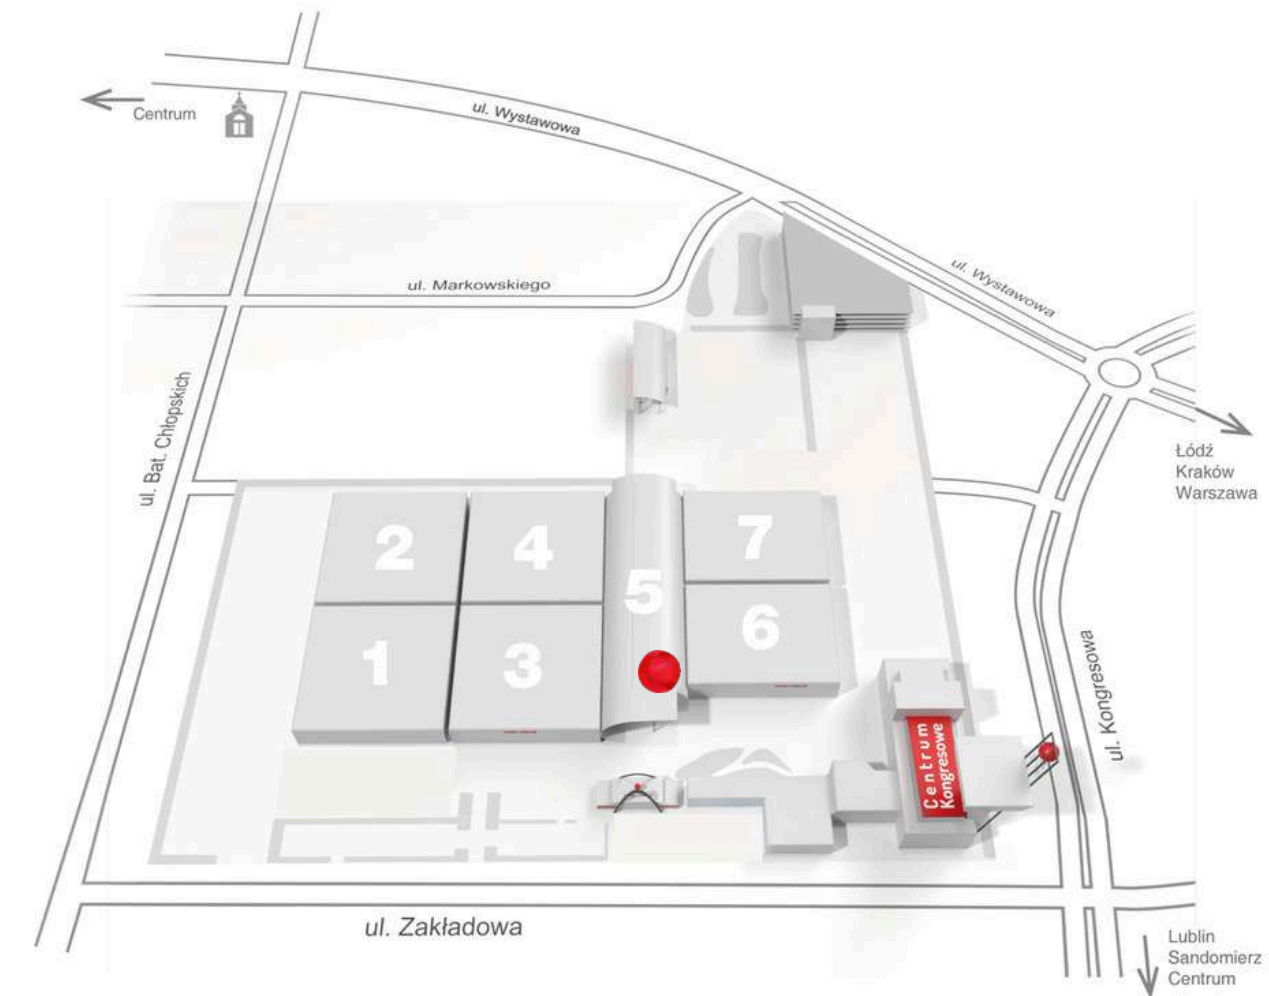 Centrum
ul. Wystawowa
ul. Wystawowa
ul. Markowskiego
ul. Bat. Chłopskich
Łódź
Kraków
Warszawa
2
4
5
7
1
3
6
ul. Kongresowa
Centrum
Kongresowe
ul. Zakładowa
Lublin
Sandomierz
Centrum